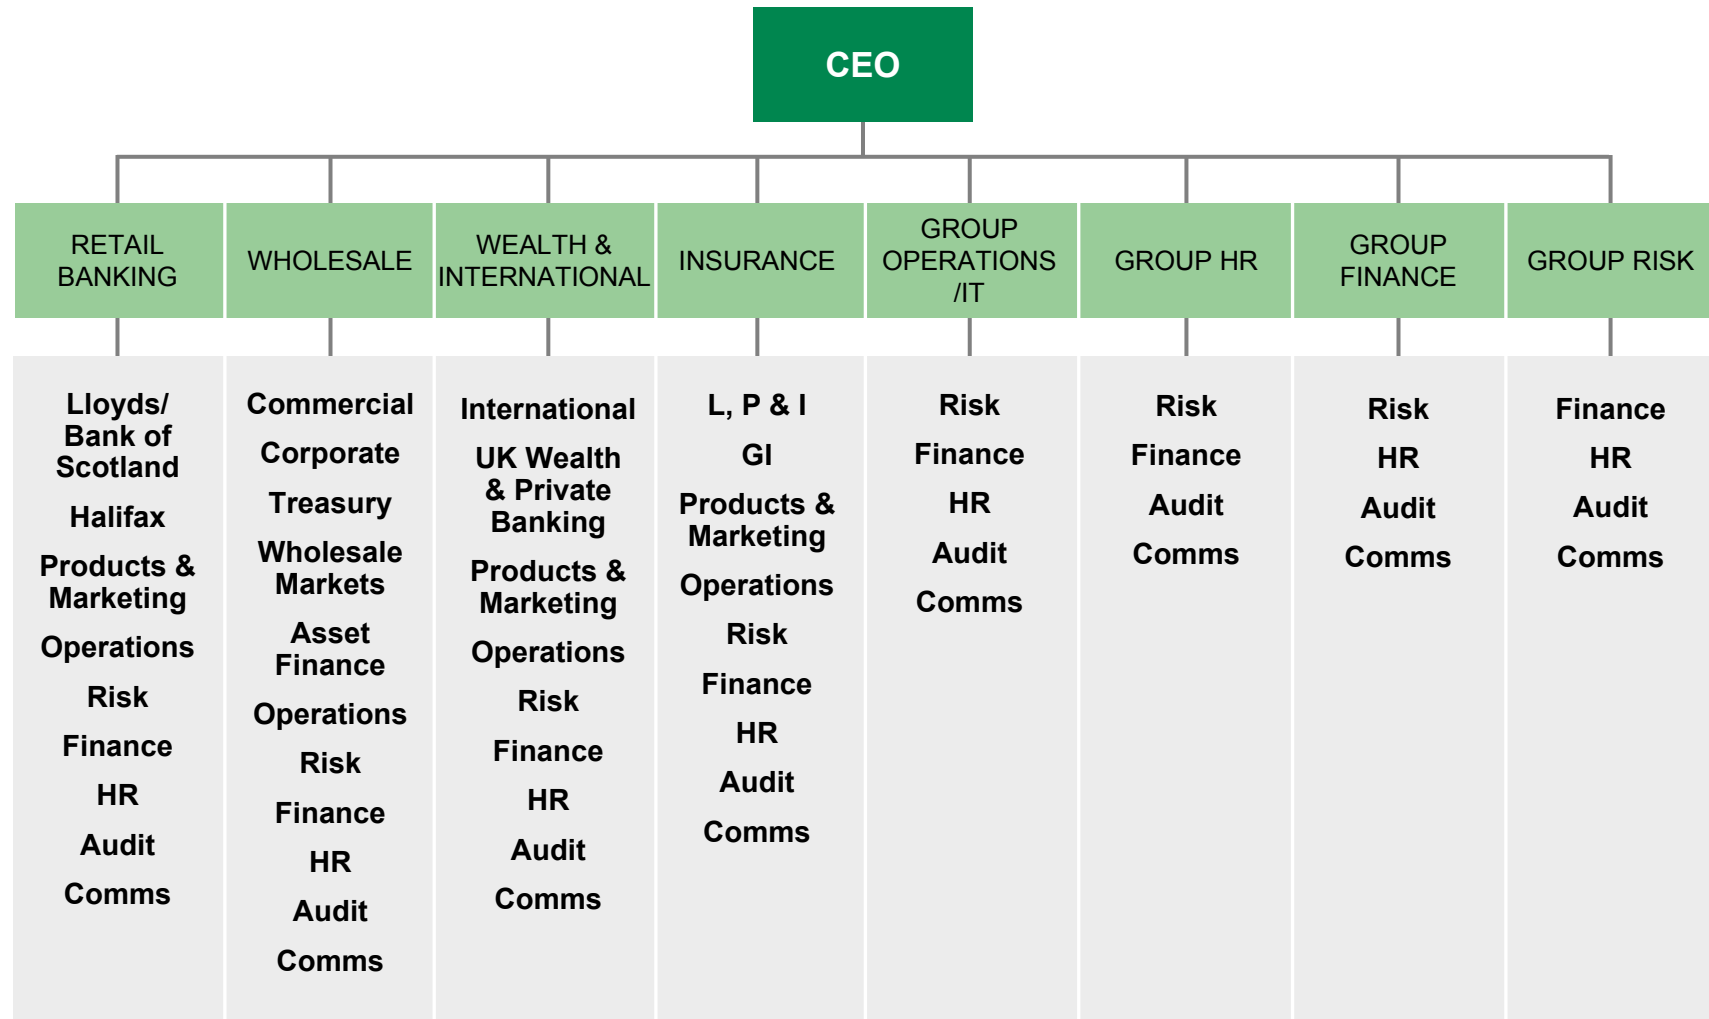 CEO
RETAIL
BANKING
WHOLESALE
WEALTH &
INTERNATIONAL
INSURANCE
GROUP
OPERATIONS
/IT
GROUP HR
GROUP
FINANCE
GROUP RISK
Lloyds/
Bank of
Scotland
Halifax
Products &
Marketing
Operations
Risk
Finance
HR
Audit
Comms
Commercial
Corporate
Treasury
Wholesale
Markets
Asset
Finance
Operations
Risk
Finance
HR
Audit
Comms
International
UK Wealth
& Private
Banking
Products &
Marketing
Operations
Risk
Finance
HR
Audit
Comms
L, P & I
GI
Products &
Marketing
Operations
Risk
Finance
HR
Audit
Comms
Risk
Finance
HR
Audit
Comms
Risk
Finance
Audit
Comms
Risk
HR
Audit
Comms
Finance
HR
Audit
Comms